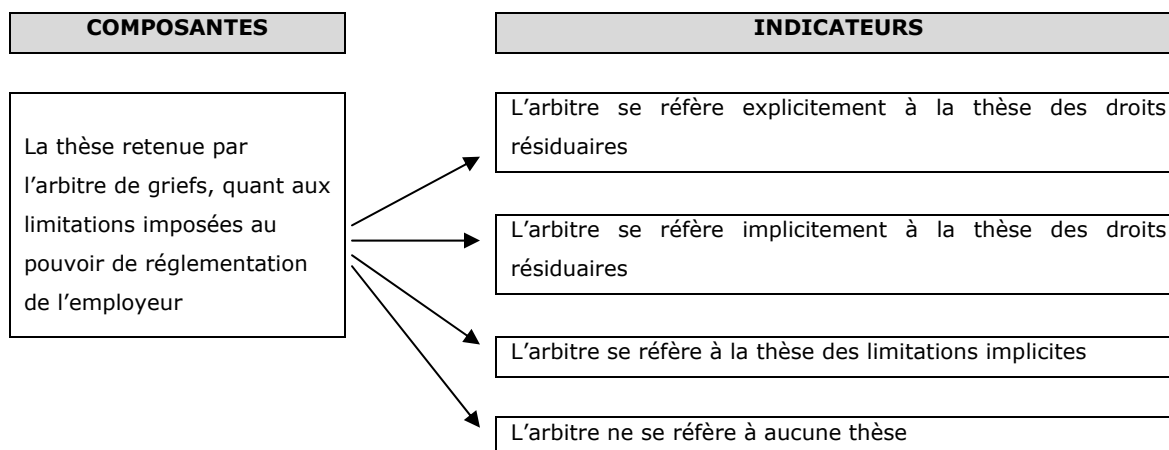 COMPOSANTES
INDICATEURS
La thèse retenue par
l'arbitre de griefs, quant aux
limitations imposées au
pouvoir de réglementation
de l'employeur
L'arbitre se réfère explicitement à la thèse des droits
résiduaires
L'arbitre se réfère implicitement à la thèse des droits
résiduaires
L'arbitre se réfère à la thèse des limitations implicites
L'arbitre ne se réfère à aucune thèse